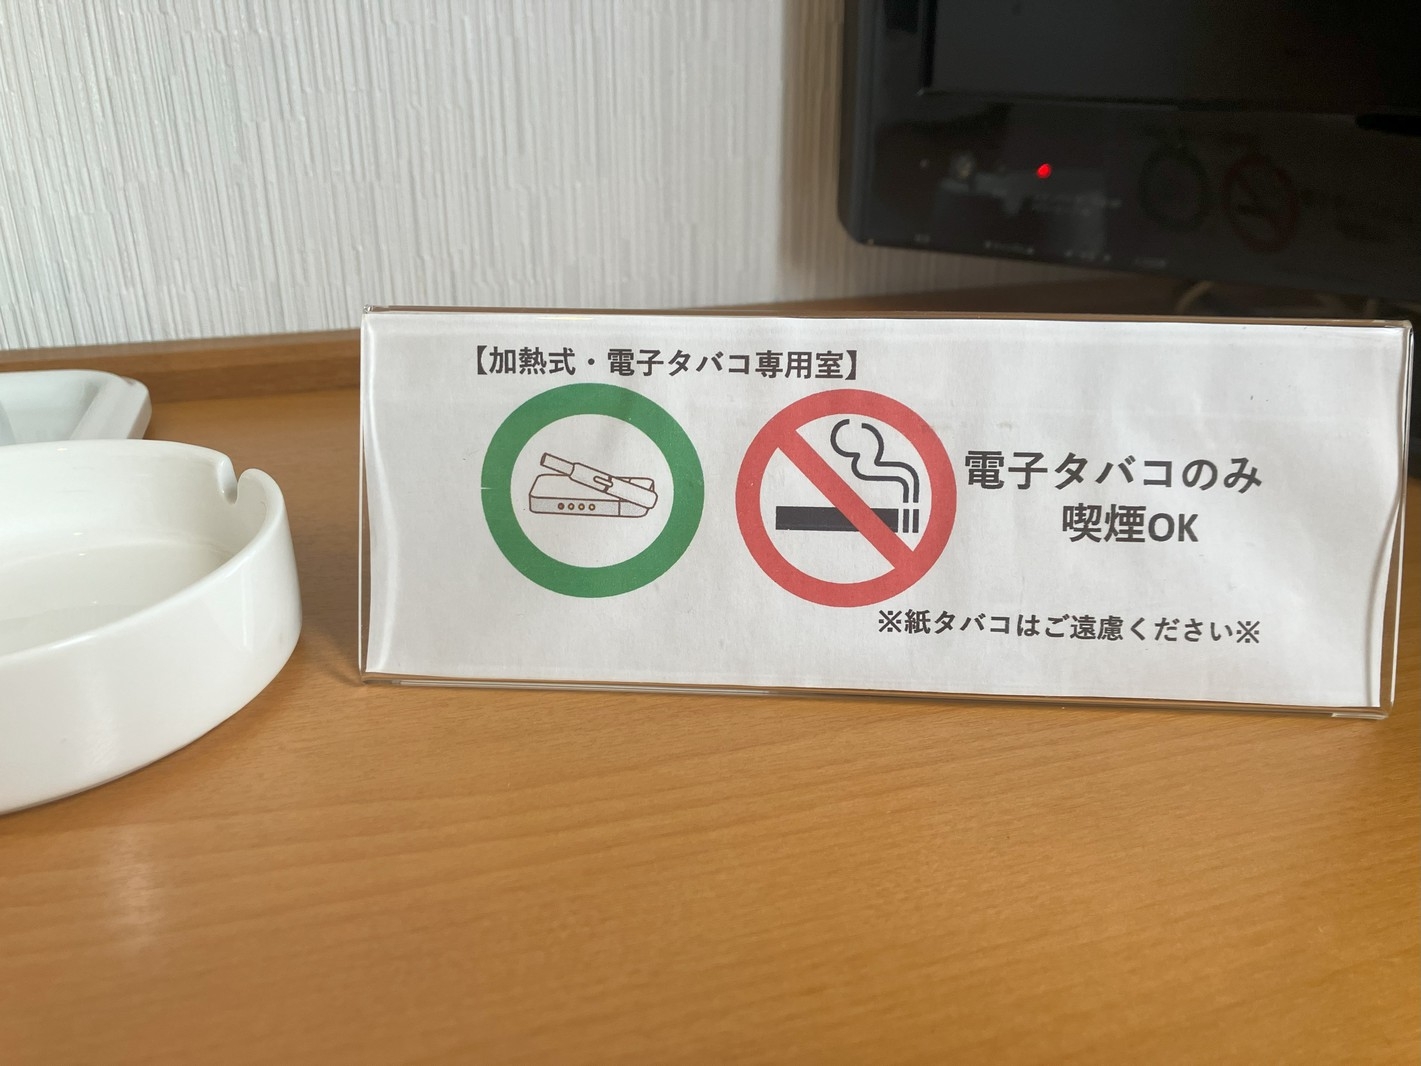 【加熱式・電子タバコ専用室】
電子タバコのみ
喫煙OK
※紙タバコはご遠慮ください※